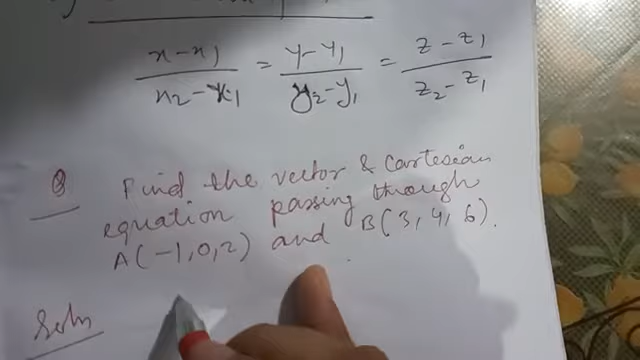 x-x1/x2-x1 = y-y1/y2-y1 = z-z1/z2-z1
Q Find the vector & cartesian
equation passing through
A(-1,0,2) and B(3,4,6).
Soln